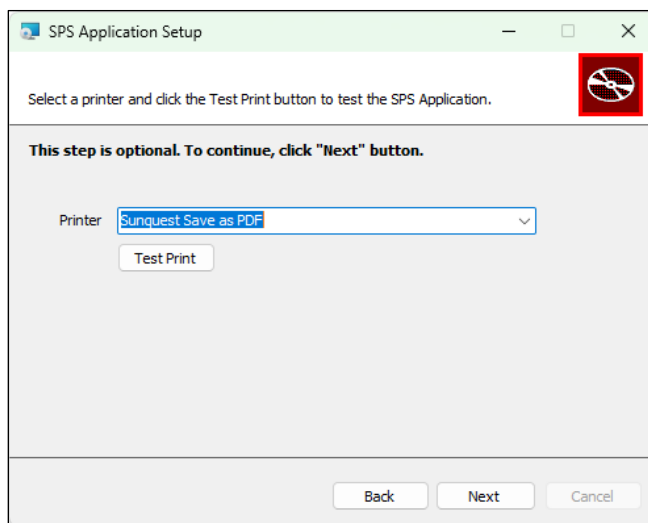 SPS Application Setup
Select a printer and click the Test Print button to test the SPS Application.
This step is optional. To continue, click "Next" button.
Printer Sunquest Save as PDF
Test Print
Back Next Cancel